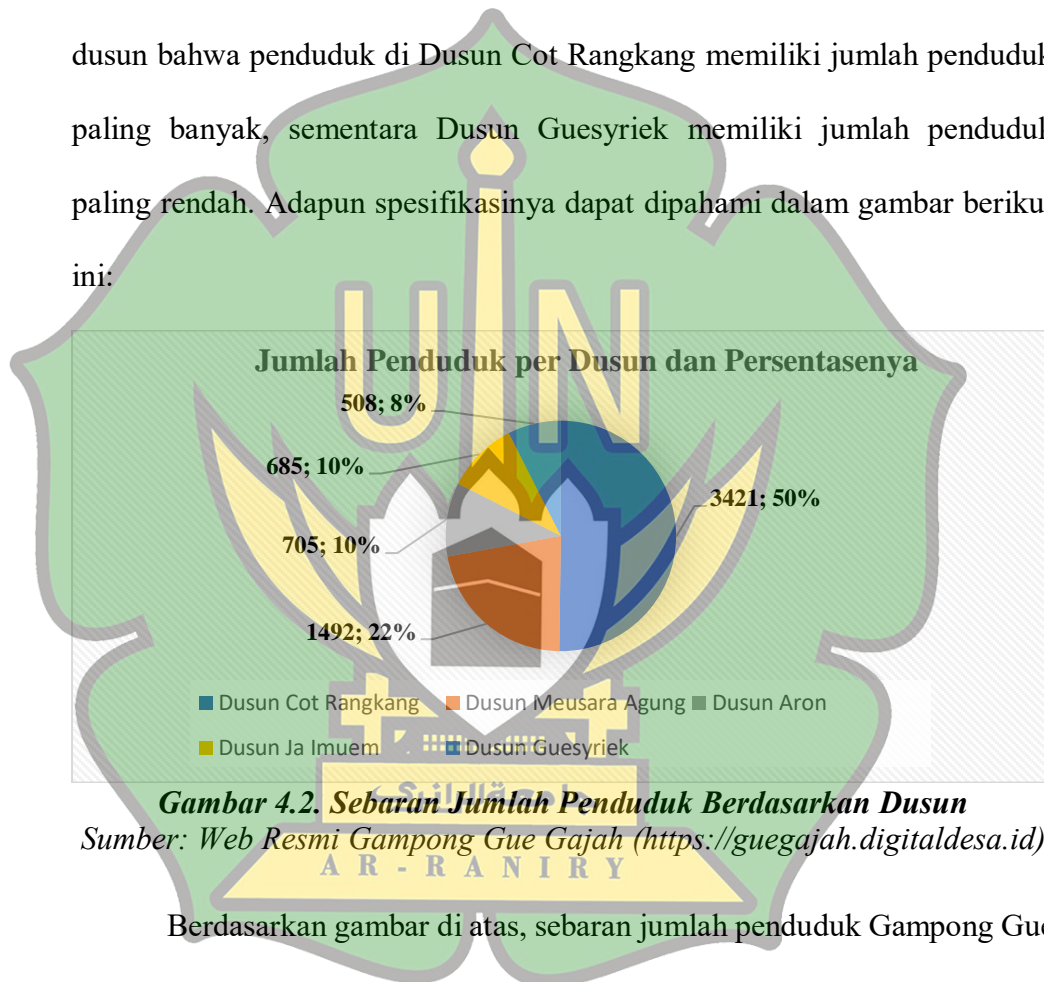 dusun bahwa penduduk di Dusun Cot Rangkang memiliki jumlah penduduk
paling banyak, sementara Dusun Guesyriek memiliki jumlah penduduk
paling rendah. Adapun spesifikasinya dapat dipahami dalam gambar beriku
ini:
UIN
Jumlah Penduduk per Dusun dan Persentasenya
508; 8%
685; 10%
3421; 50%
705; 10%
1492; 22%
Dusun Cot Rangkang Dusun Meusara Agung Dusun Aron
Dusun Ja Imuem Dusun Guesyriek
جامعة الرانري
Gambar 4.2. Sebaran Jumlah Penduduk Berdasarkan Dusun
Sumber: Web Resmi Gampong Gue Gajah (https://guegajah.digitaldesa.id)
AR-RANIRY
Berdasarkan gambar di atas, sebaran jumlah penduduk Gampong Gue